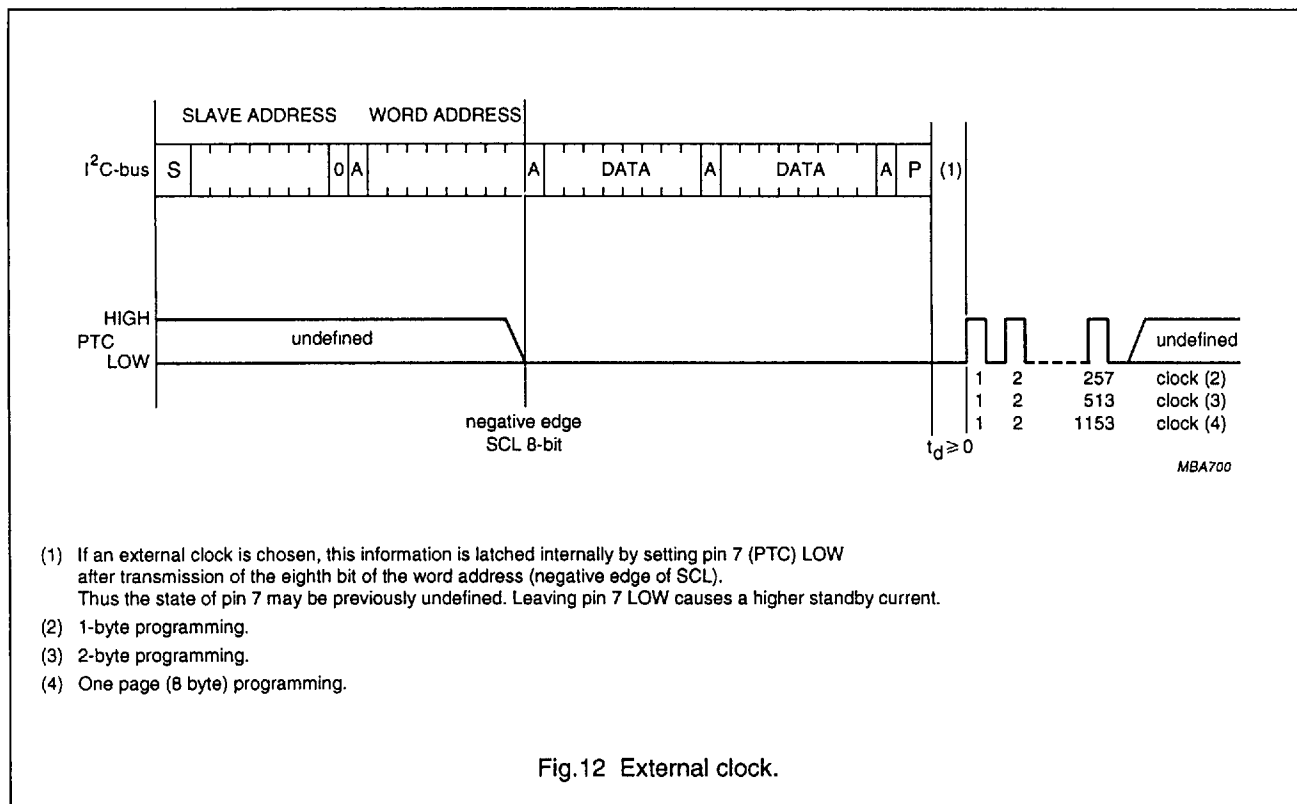 SLAVE ADDRESS WORD ADDRESS
I²C-bus S 0 A A DATA A DATA A P (1)
HIGH
PTC undefined undefined
LOW
1 2 257 clock (2)
1 2 513 clock (3)
1 2 1153 clock (4)
negative edge
SCL 8-bit
td ≥ 0
MBA700
(1) If an external clock is chosen, this information is latched internally by setting pin 7 (PTC) LOW
after transmission of the eighth bit of the word address (negative edge of SCL).
Thus the state of pin 7 may be previously undefined. Leaving pin 7 LOW causes a higher standby current.
(2) 1-byte programming.
(3) 2-byte programming.
(4) One page (8 byte) programming.
Fig.12 External clock.